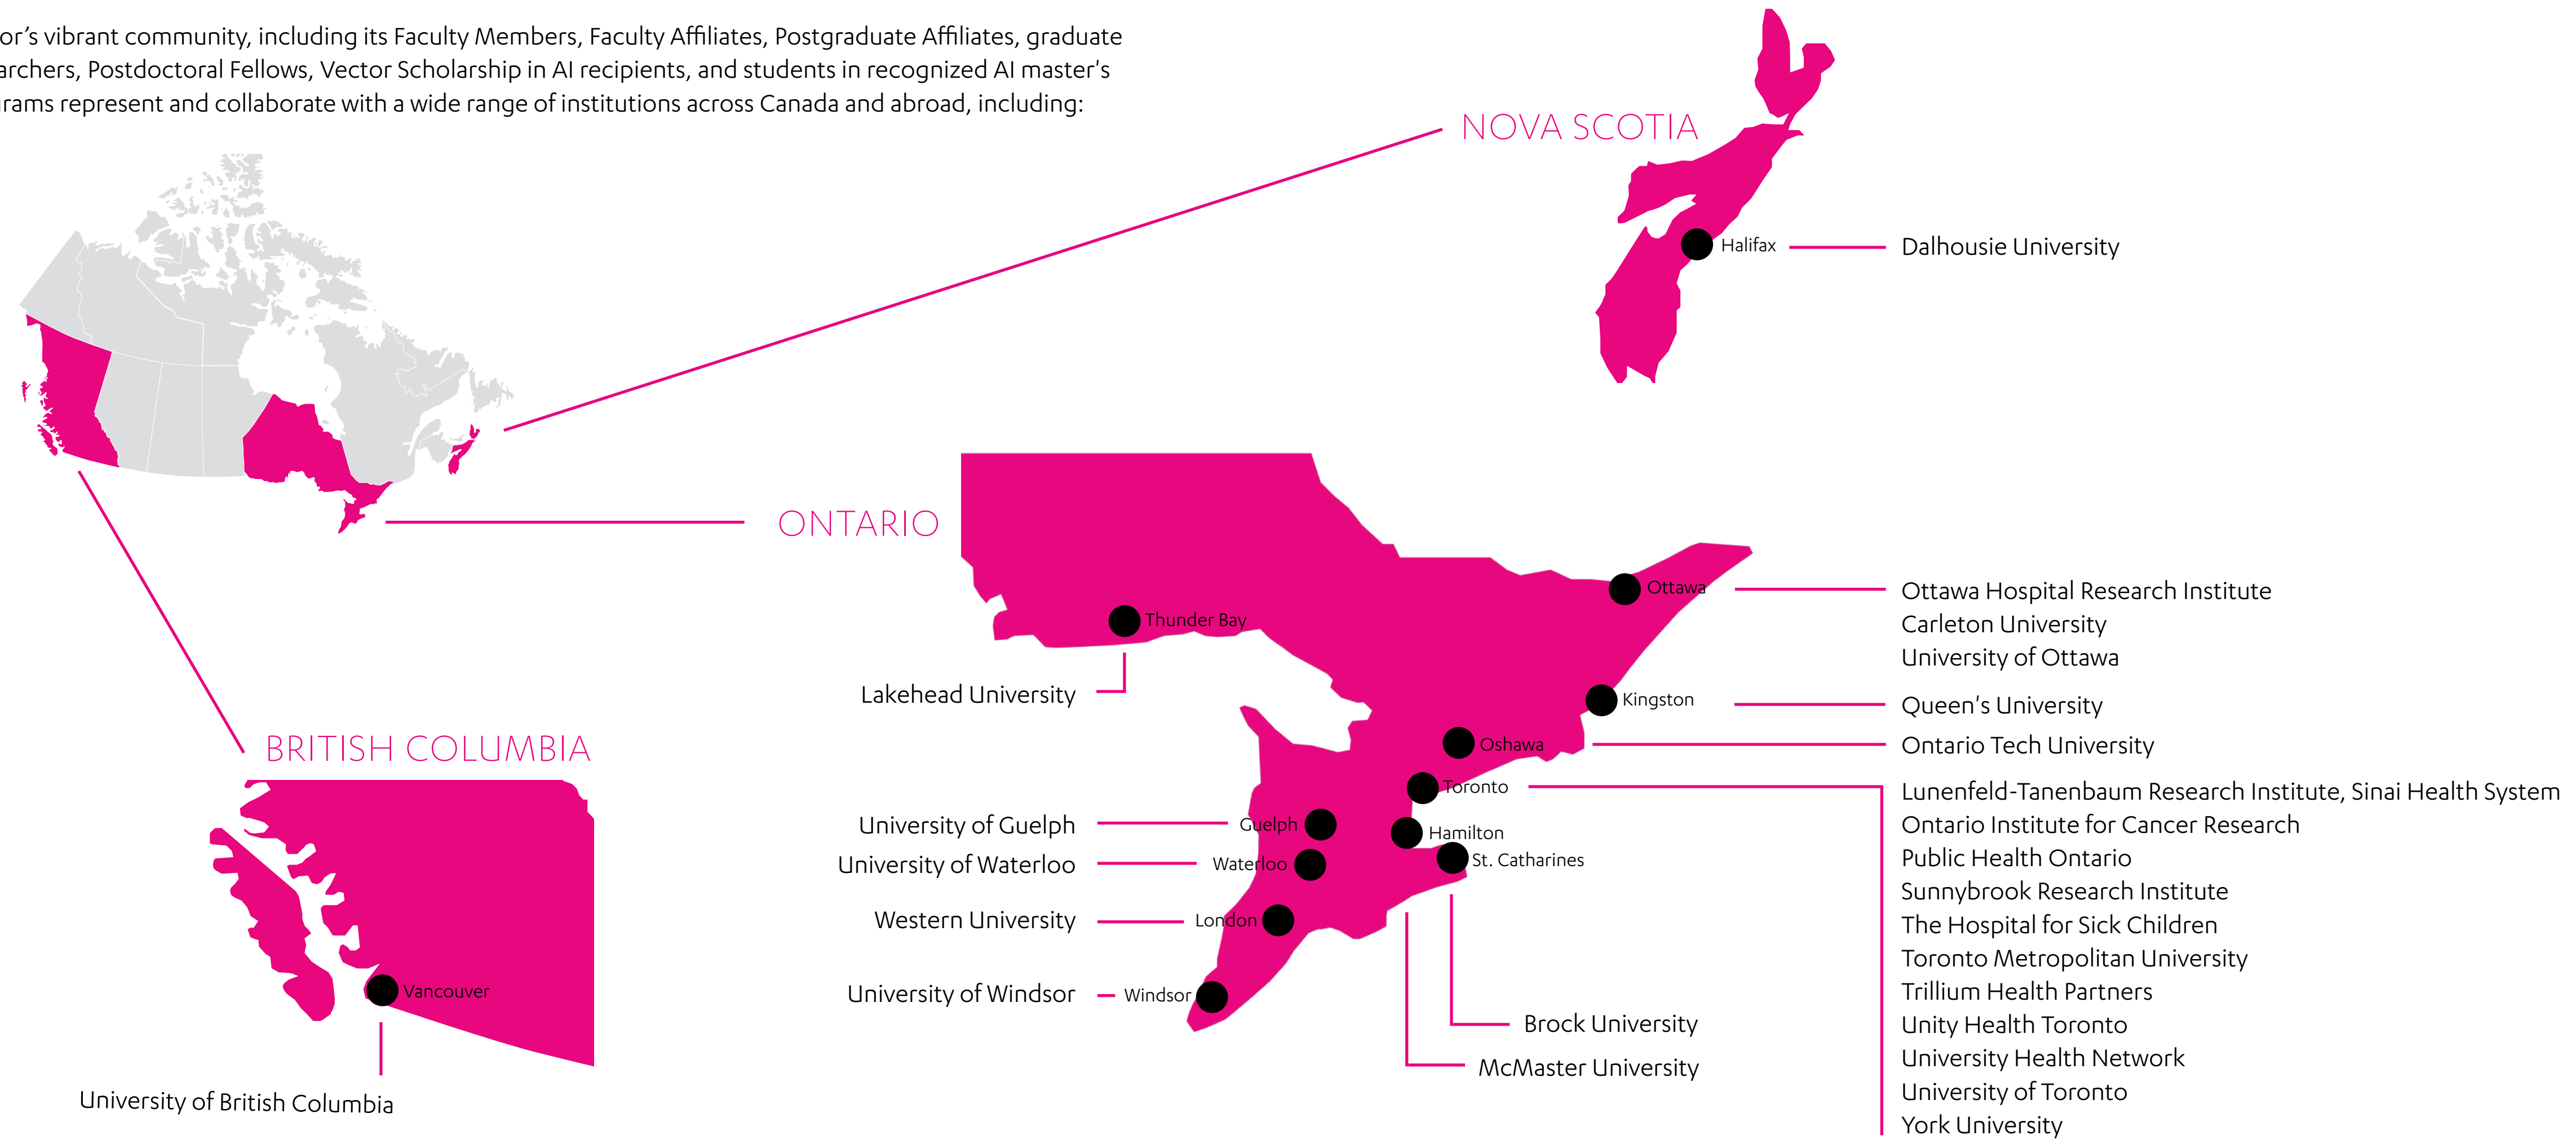 or’s vibrant community, including its Faculty Members, Faculty Affiliates, Postgraduate Affiliates, graduate
archers, Postdoctoral Fellows, Vector Scholarship in AI recipients, and students in recognized AI master's
grams represent and collaborate with a wide range of institutions across Canada and abroad, including:
NOVA SCOTIA
Halifax
Dalhousie University
ONTARIO
Ottawa
Ottawa Hospital Research Institute
Carleton University
University of Ottawa
Thunder Bay
Lakehead University
Kingston
Queen's University
Oshawa
Ontario Tech University
Toronto
Lunenfeld-Tanenbaum Research Institute, Sinai Health System
Ontario Institute for Cancer Research
Public Health Ontario
Sunnybrook Research Institute
The Hospital for Sick Children
Toronto Metropolitan University
Trillium Health Partners
Unity Health Toronto
University Health Network
University of Toronto
York University
University of Guelph
Guelph
Hamilton
University of Waterloo
Waterloo
St. Catharines
Western University
London
University of Windsor
Windsor
Brock University
McMaster University
BRITISH COLUMBIA
Vancouver
University of British Columbia